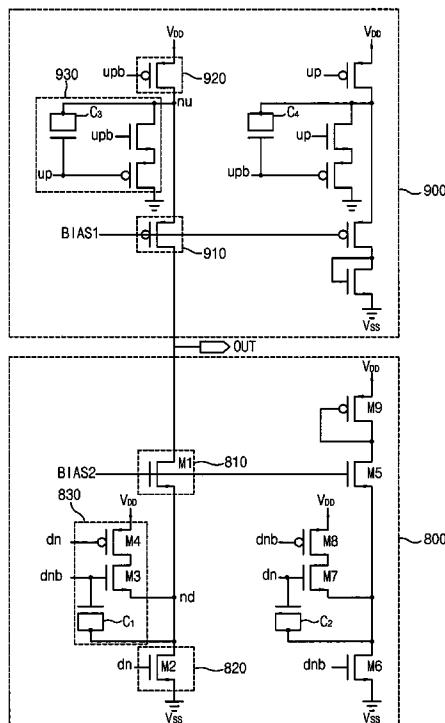 VDD VDD
930
upb 920 up
nu
C3 C4
upb up
up upb
900
BIAS1
910
VSS
OUT
VDD
M9
M1 810
BIAS2 M5
830 VDD VDD
800
dn M4 dnb M8
dnb M3 dn M7
nd
C1 C2
dn M2 dnb M6
820
VSS VSS